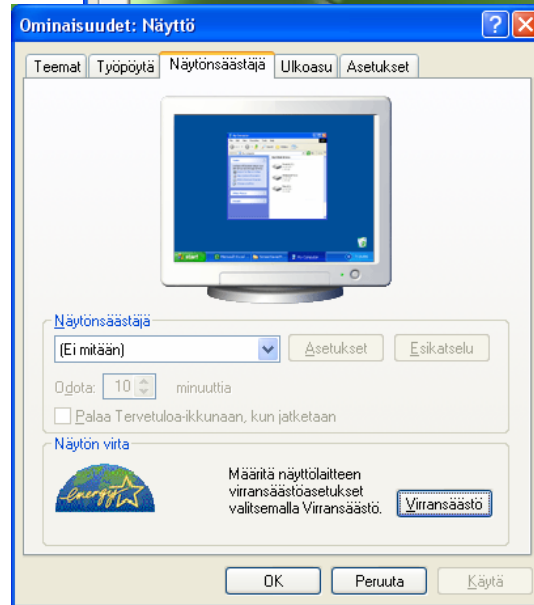 Ominaisuudet: Näyttö
Teemat Työpöytä Näytönsäästäjä Ulkoasu Asetukset
start
Näytönsäästäjä
(Ei mitään) Asetukset Esikatselu
Odota: 10 minuuttia
Palaa Tervetuloa-ikkunaan, kun jatketaan
Näytön virta
energy
Määritä näyttölaitteen
virransäästöasetukset
valitsemalla Virransäästö.
Virransäästö
OK Peruuta Käytä